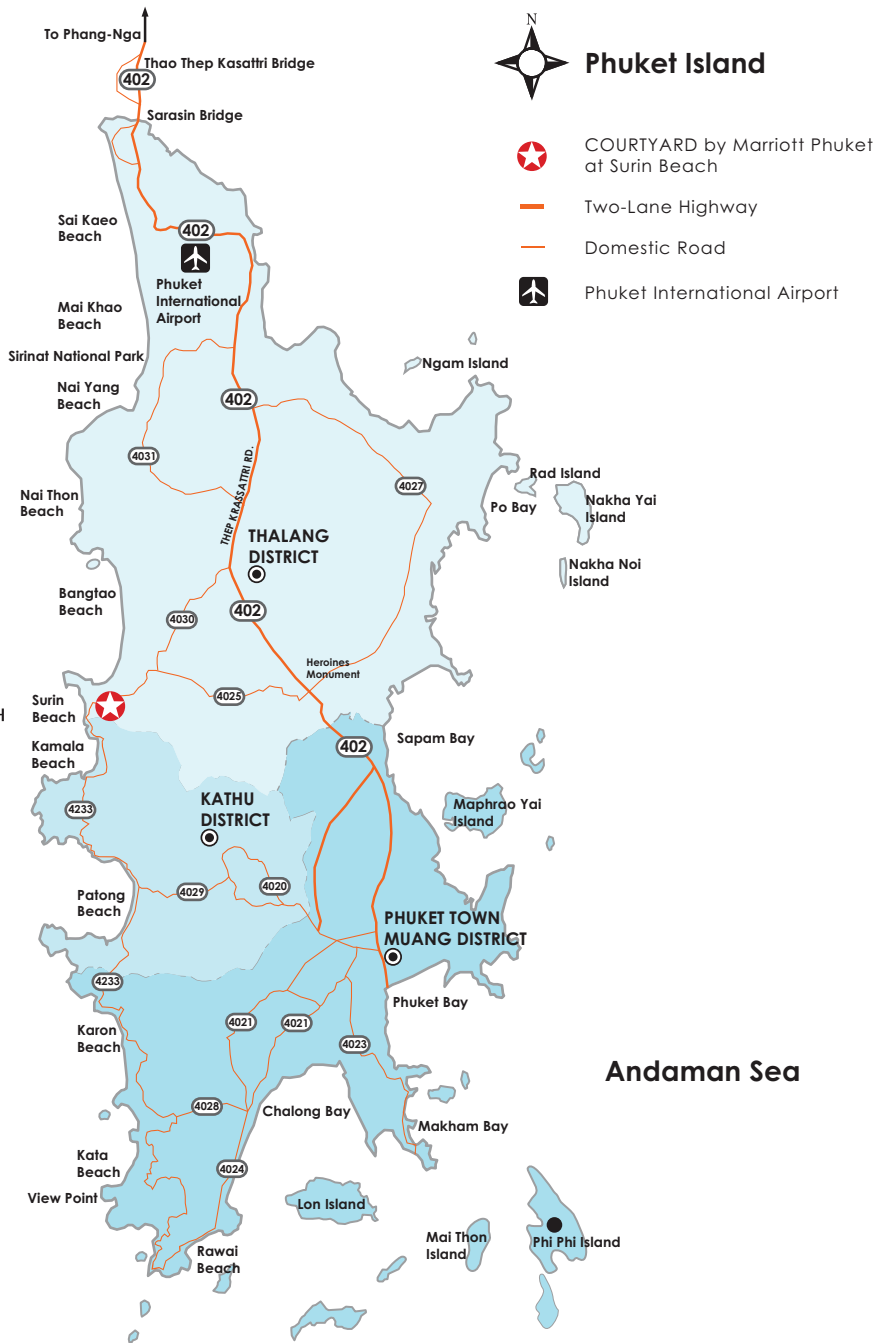 To Phang-Nga
Thao Thep Kasattri Bridge
402
Sarasin Bridge
N
Phuket Island
COURTYARD by Marriott Phuket
at Surin Beach
Two-Lane Highway
Domestic Road
Phuket International Airport
Sai Kaeo
Beach
402
Phuket
International
Airport
Mai Khao
Beach
Sirinat National Park
Nai Yang
Beach
Ngam Island
402
4031
THEP KRASSATTRI RD.
4027
Rad Island
Po Bay
Nakha Yai
Island
Nai Thon
Beach
THALANG
DISTRICT
Nakha Noi
Island
Bangtao
Beach
4030
402
Heroines
Monument
4025
H
Surin
Beach
Kamala
Beach
402
Sapam Bay
4233
KATHU
DISTRICT
Maphrao Yai
Island
Patong
Beach
4029
4020
PHUKET TOWN
MUANG DISTRICT
4233
Phuket Bay
Karon
Beach
4021
4021
4023
Andaman Sea
4028
Chalong Bay
Makham Bay
Kata
Beach
4024
View Point
Lon Island
Mai Thon
Island
Phi Phi Island
Rawai
Beach